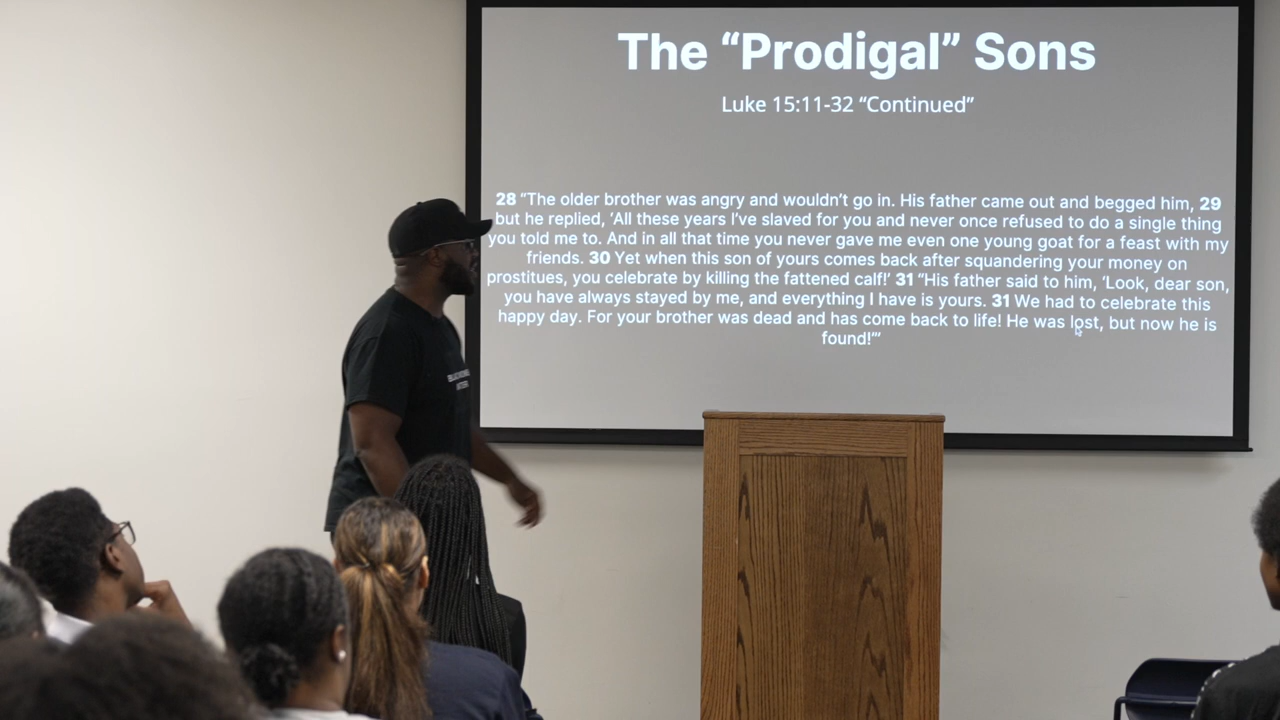 The “Prodigal” Sons
Luke 15:11-32 “Continued”
28 “The older brother was angry and wouldn’t go in. His father came out and begged him, 29
but he replied, ‘All these years I’ve slaved for you and never once refused to do a single thing
you told me to. And in all that time you never gave me even one young goat for a feast with my
friends. 30 Yet when this son of yours comes back after squandering your money on
prostitues, you celebrate by killing the fattened calf!’ 31 “His father said to him, ‘Look, dear son,
you have always stayed by me, and everything I have is yours. 31 We had to celebrate this
happy day. For your brother was dead and has come back to life! He was lost, but now he is
found!”’